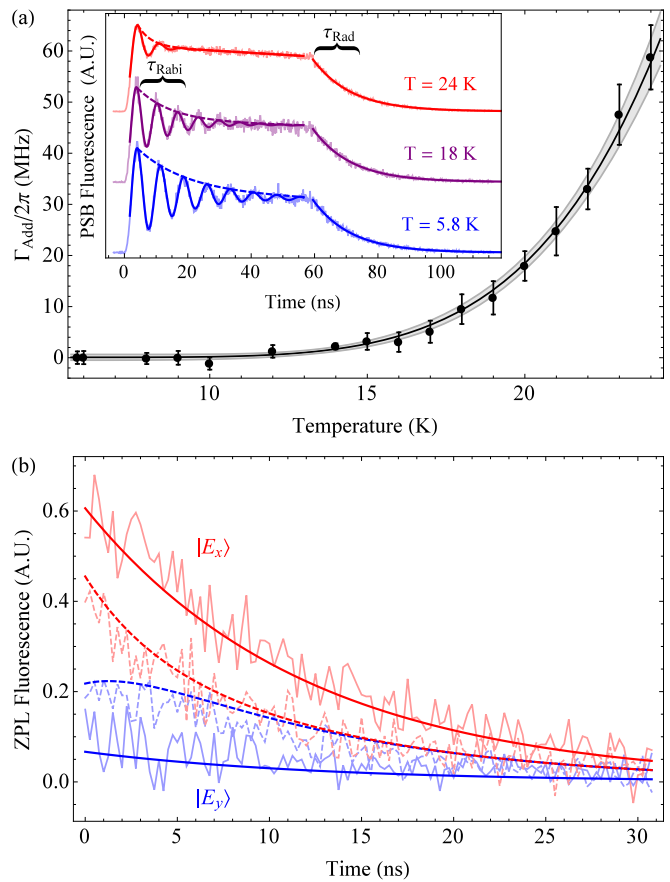 (a)
Γ_Add/2π (MHz)
60
50
40
30
20
10
0
10
15
20
Temperature (K)
PSB Fluorescence (A.U.)
τ_Rabi
τ_Rad
T = 24 K
T = 18 K
T = 5.8 K
0
20
40
60
80
100
Time (ns)
(b)
ZPL Fluorescence (A.U.)
0.6
0.4
0.2
0.0
|E_x⟩
|E_y⟩
0
5
10
15
20
25
30
Time (ns)